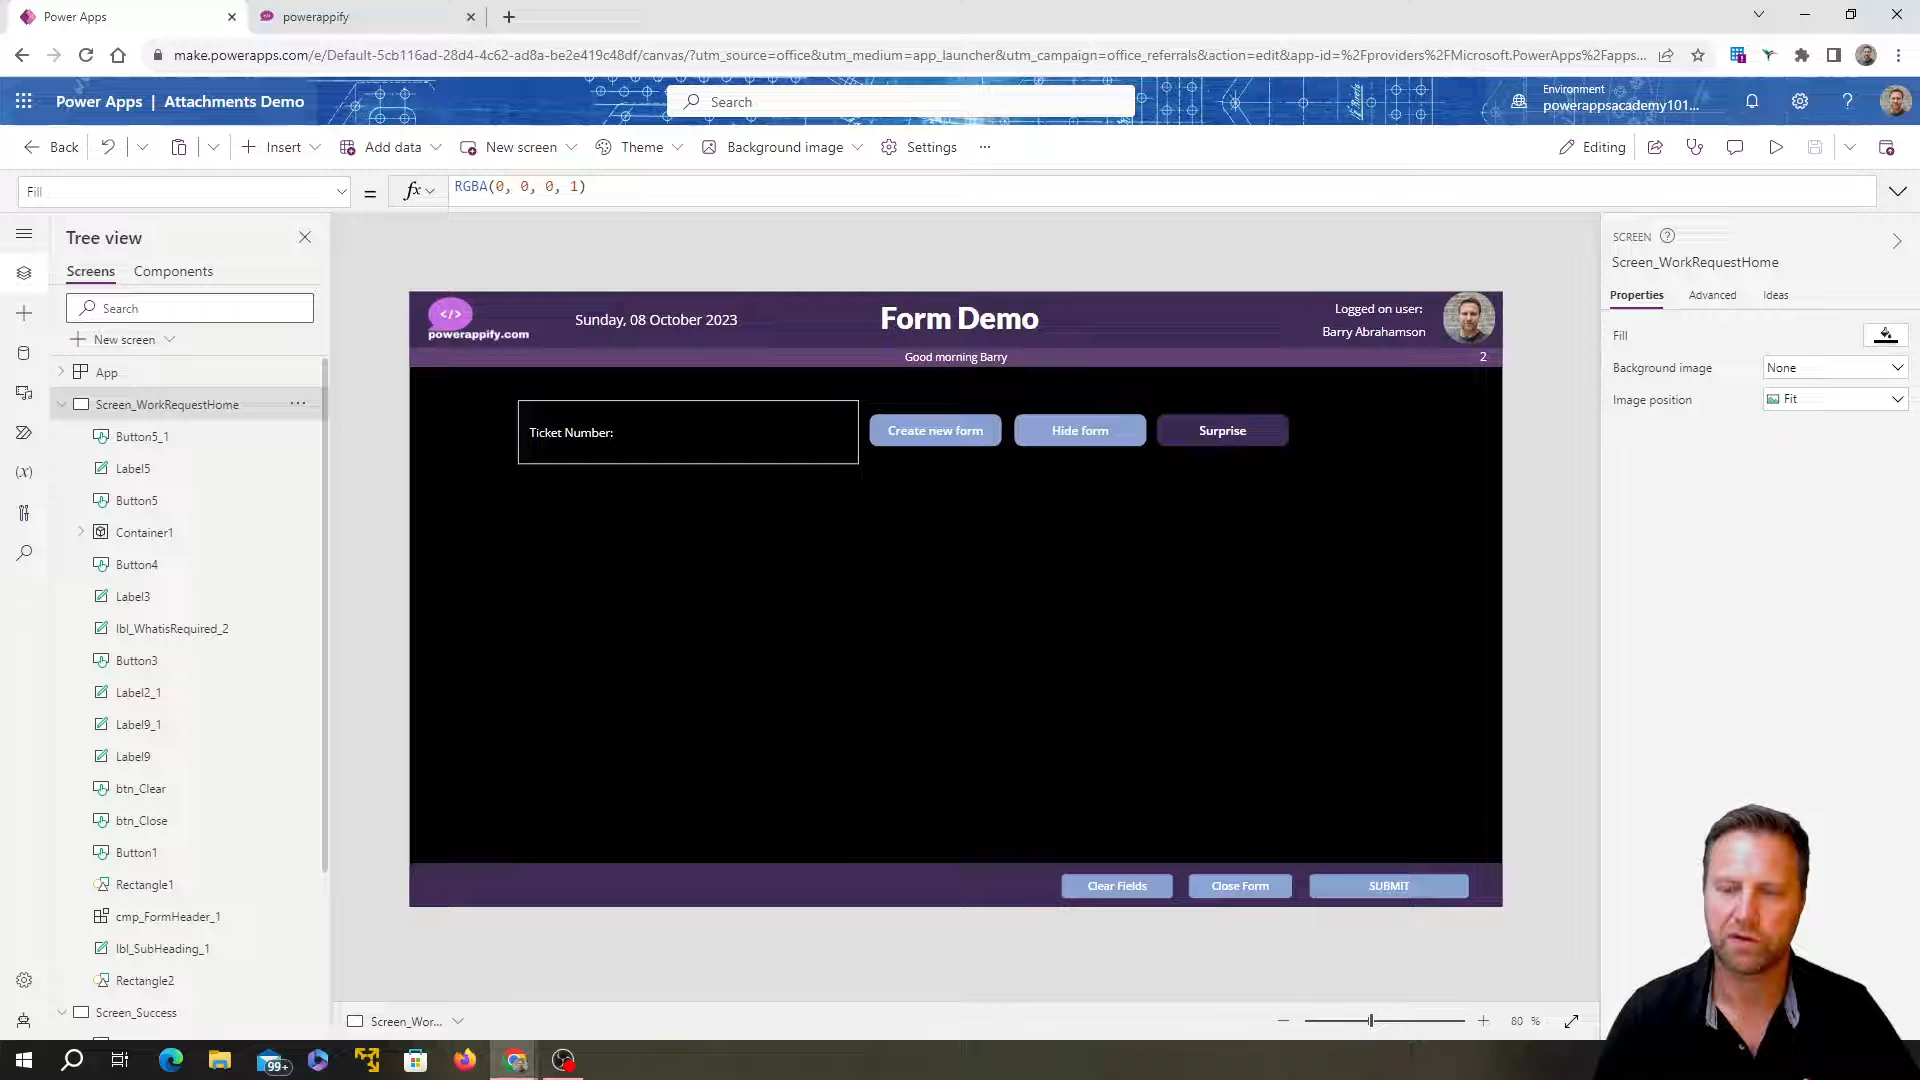 Power Apps
powerappify
make.powerapps.com/e/Default-5cb116ad-28d4-4c62-ad8a-be2e419c48df/canvas/?utm_source=office&utm_medium=app_launcher&utm_campaign=office_referrals&action=edit&app-id=%2Fproviders%2FMicrosoft.PowerApps%2Fapps...
Power Apps | Attachments Demo
Search
Environment
powerappsacademy101...
Back
Insert
Add data
New screen
Theme
Background image
Settings
Editing
Fill
=
fx
RGBA(0, 0, 0, 1)
Tree view
Screens
Components
Search
New screen
App
Screen_WorkRequestHome
Button5_1
Label5
Button5
Container1
Button4
Label3
lbl_WhatisRequired_2
Button3
Label2_1
Label9_1
Label9
btn_Clear
btn_Close
Button1
Rectangle1
cmp_FormHeader_1
lbl_SubHeading_1
Rectangle2
Screen_Success
</>
powerappify.com
Sunday, 08 October 2023
Form Demo
Logged on user:
Barry Abrahamson
Good morning Barry
2
Ticket Number:
Create new form
Hide form
Surprise
Clear Fields
Close Form
SUBMIT
Screen_Wor...
80 %
SCREEN
Screen_WorkRequestHome
Properties
Advanced
Ideas
Fill
Background image
None
Image position
Fit
99+